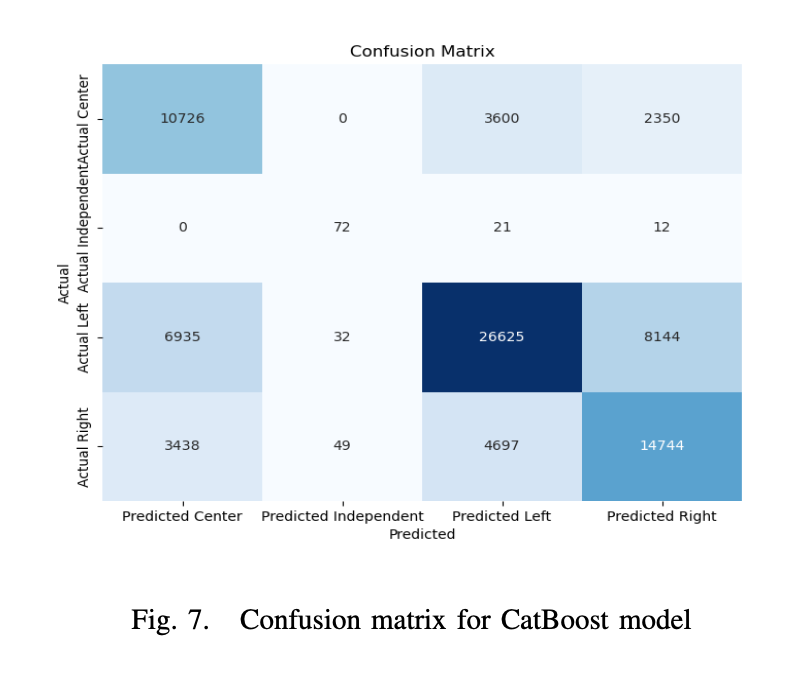 Confusion Matrix
Actual
Actual Center
10726 0 3600 2350
Actual Independent
0 72 21 12
Actual Left
6935 32 26625 8144
Actual Right
3438 49 4697 14744
Predicted Center Predicted Independent Predicted Left Predicted Right
Predicted
Fig. 7. Confusion matrix for CatBoost model